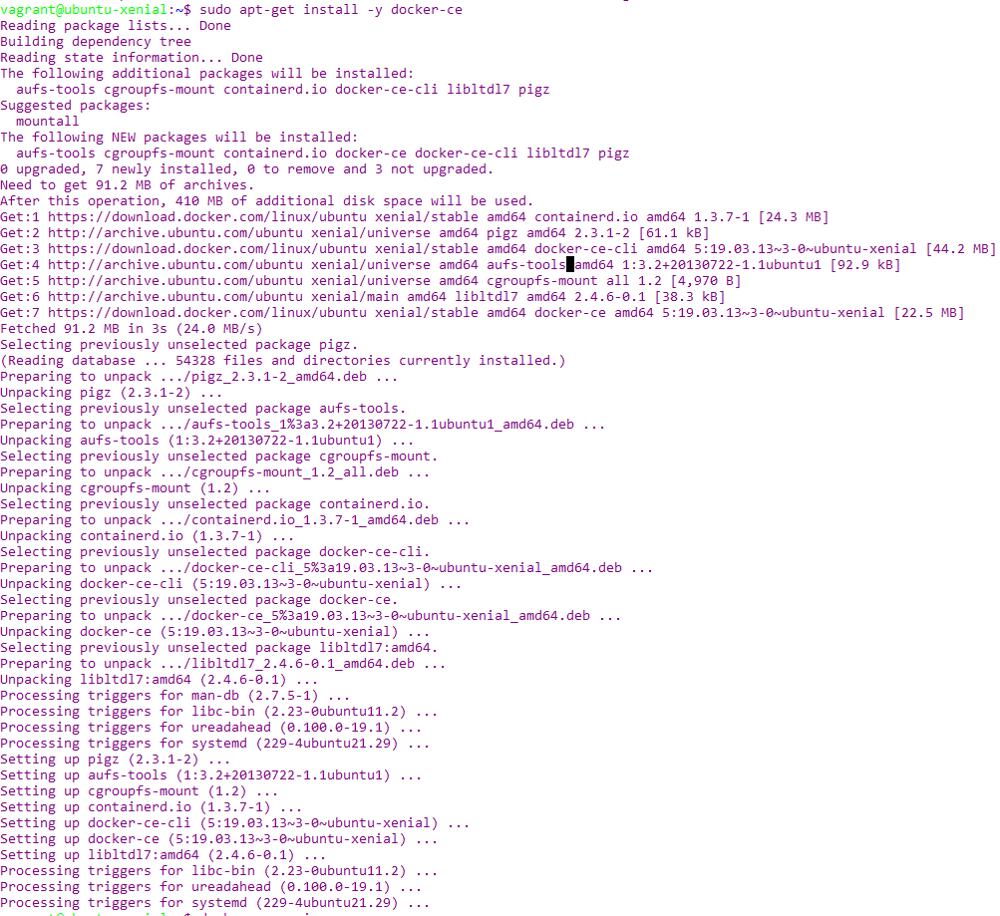 vagrant@ubuntu-xenial:~$ sudo apt-get install -y docker-ce
Reading package lists... Done
Building dependency tree
Reading state information... Done
The following additional packages will be installed:
  aufs-tools cgroupfs-mount containerd.io docker-ce-cli libltdl7 pigz
Suggested packages:
  mountall
The following NEW packages will be installed:
  aufs-tools cgroupfs-mount containerd.io docker-ce docker-ce-cli libltdl7 pigz
0 upgraded, 7 newly installed, 0 to remove and 3 not upgraded.
Need to get 91.2 MB of archives.
After this operation, 410 MB of additional disk space will be used.
Get:1 https://download.docker.com/linux/ubuntu xenial/stable amd64 containerd.io amd64 1.3.7-1 [24.3 MB]
Get:2 http://archive.ubuntu.com/ubuntu xenial/universe amd64 pigz amd64 2.3.1-2 [61.1 kB]
Get:3 https://download.docker.com/linux/ubuntu xenial/stable amd64 docker-ce-cli amd64 5:19.03.13~3-0~ubuntu-xenial [44.2 MB]
Get:4 http://archive.ubuntu.com/ubuntu xenial/universe amd64 aufs-tools amd64 1:3.2+20130722-1.1ubuntu1 [92.9 kB]
Get:5 http://archive.ubuntu.com/ubuntu xenial/universe amd64 cgroupfs-mount all 1.2 [4,970 B]
Get:6 http://archive.ubuntu.com/ubuntu xenial/main amd64 libltdl7 amd64 2.4.6-0.1 [38.3 kB]
Get:7 https://download.docker.com/linux/ubuntu xenial/stable amd64 docker-ce amd64 5:19.03.13~3-0~ubuntu-xenial [22.5 MB]
Fetched 91.2 MB in 3s (24.0 MB/s)
Selecting previously unselected package pigz.
(Reading database ... 54328 files and directories currently installed.)
Preparing to unpack .../pigz_2.3.1-2_amd64.deb ...
Unpacking pigz (2.3.1-2) ...
Selecting previously unselected package aufs-tools.
Preparing to unpack .../aufs-tools_1%3a3.2+20130722-1.1ubuntu1_amd64.deb ...
Unpacking aufs-tools (1:3.2+20130722-1.1ubuntu1) ...
Selecting previously unselected package cgroupfs-mount.
Preparing to unpack .../cgroupfs-mount_1.2_all.deb ...
Unpacking cgroupfs-mount (1.2) ...
Selecting previously unselected package containerd.io.
Preparing to unpack .../containerd.io_1.3.7-1_amd64.deb ...
Unpacking containerd.io (1.3.7-1) ...
Selecting previously unselected package docker-ce-cli.
Preparing to unpack .../docker-ce-cli_5%3a19.03.13~3-0~ubuntu-xenial_amd64.deb ...
Unpacking docker-ce-cli (5:19.03.13~3-0~ubuntu-xenial) ...
Selecting previously unselected package docker-ce.
Preparing to unpack .../docker-ce_5%3a19.03.13~3-0~ubuntu-xenial_amd64.deb ...
Unpacking docker-ce (5:19.03.13~3-0~ubuntu-xenial) ...
Selecting previously unselected package libltdl7:amd64.
Preparing to unpack .../libltdl7_2.4.6-0.1_amd64.deb ...
Unpacking libltdl7:amd64 (2.4.6-0.1) ...
Processing triggers for man-db (2.7.5-1) ...
Processing triggers for libc-bin (2.23-0ubuntu11.2) ...
Processing triggers for ureadahead (0.100.0-19.1) ...
Processing triggers for systemd (229-4ubuntu21.29) ...
Setting up pigz (2.3.1-2) ...
Setting up aufs-tools (1:3.2+20130722-1.1ubuntu1) ...
Setting up cgroupfs-mount (1.2) ...
Setting up containerd.io (1.3.7-1) ...
Setting up docker-ce-cli (5:19.03.13~3-0~ubuntu-xenial) ...
Setting up docker-ce (5:19.03.13~3-0~ubuntu-xenial) ...
Setting up libltdl7:amd64 (2.4.6-0.1) ...
Processing triggers for libc-bin (2.23-0ubuntu11.2) ...
Processing triggers for ureadahead (0.100.0-19.1) ...
Processing triggers for systemd (229-4ubuntu21.29) ...